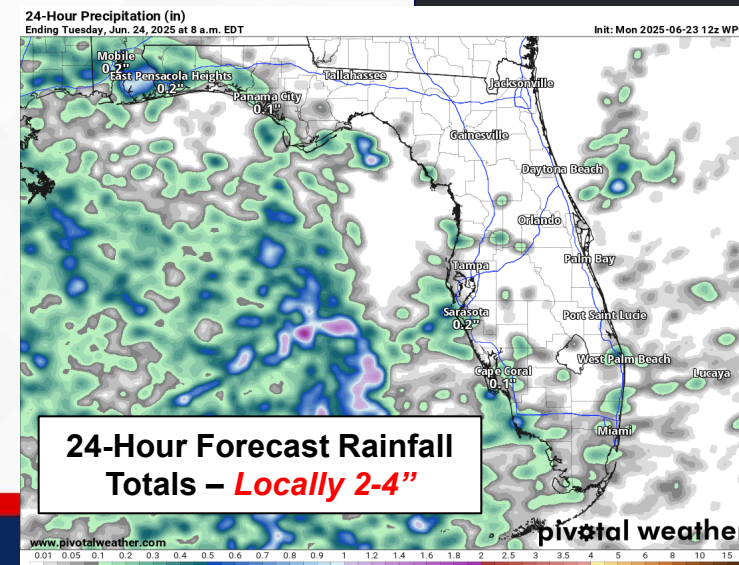 24-Hour Precipitation (in)
Ending Tuesday, Jun. 24, 2025 at 8 a.m. EDT
Init: Mon 2025-06-23 12z WP
Mobile
0.2"
East Pensacola Heights
0.2"
Panama City
0.1"
Tallahassee
Jacksonville
Gainesville
Daytona Beach
Orlando
Tampa
Palm Bay
Sarasota
0.2"
Port Saint Lucie
West Palm Beach
Cape Coral
0.1"
Lucaya
Miami
24-Hour Forecast Rainfall
Totals – Locally 2-4”
www.pivotalweather.com
pivotal weather
0.01 0.05 0.1 0.2 0.3 0.4 0.5 0.6 0.7 0.8 0.9 1 1.2 1.4 1.6 1.8 2 2.5 3 3.5 4 5 6 8 10 15